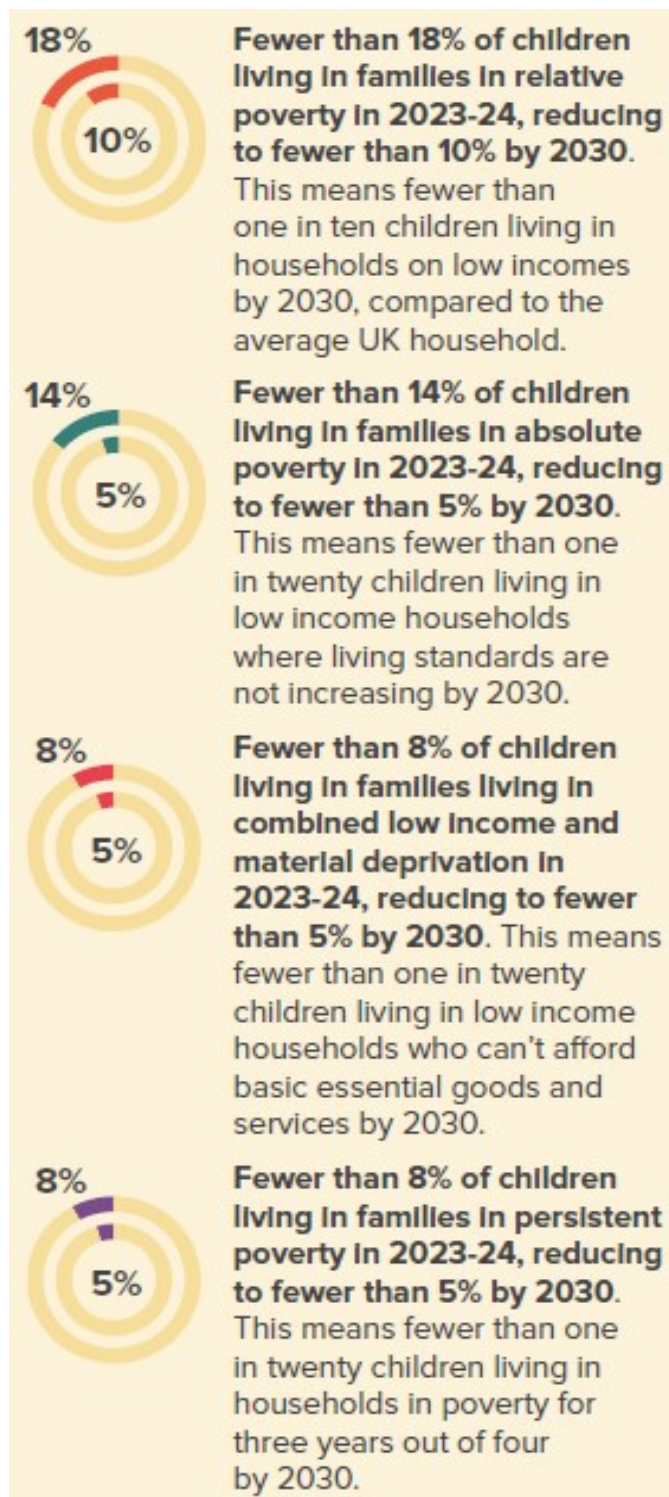 18%
10%
Fewer than 18% of children
living in families in relative
poverty in 2023-24, reducing
to fewer than 10% by 2030.
This means fewer than
one in ten children living in
households on low incomes
by 2030, compared to the
average UK household.
14%
5%
Fewer than 14% of children
living in families in absolute
poverty in 2023-24, reducing
to fewer than 5% by 2030.
This means fewer than one
in twenty children living in
low income households
where living standards are
not increasing by 2030.
8%
5%
Fewer than 8% of children
living in families living in
combined low income and
material deprivation in
2023-24, reducing to fewer
than 5% by 2030. This means
fewer than one in twenty
children living in low income
households who can't afford
basic essential goods and
services by 2030.
8%
5%
Fewer than 8% of children
living in families in persistent
poverty in 2023-24, reducing
to fewer than 5% by 2030.
This means fewer than one
in twenty children living in
households in poverty for
three years out of four
by 2030.